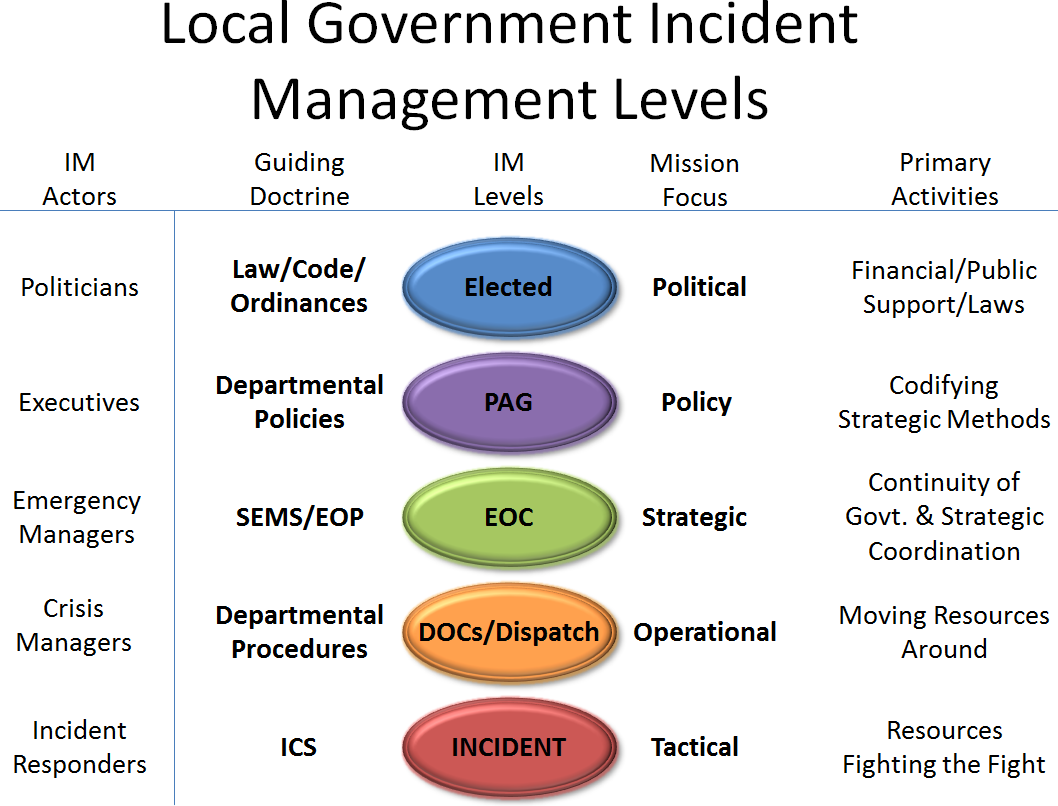 Local Government Incident
Management Levels
IM
Actors
Guiding
Doctrine
IM
Levels
Mission
Focus
Primary
Activities
Politicians
Law/Code/
Ordinances
Elected
Political
Financial/Public
Support/Laws
Executives
Departmental
Policies
PAG
Policy
Codifying
Strategic Methods
Emergency
Managers
SEMS/EOP
EOC
Strategic
Continuity of
Govt. & Strategic
Coordination
Crisis
Managers
Departmental
Procedures
DOCs/Dispatch
Operational
Moving Resources
Around
Incident
Responders
ICS
INCIDENT
Tactical
Resources
Fighting the Fight